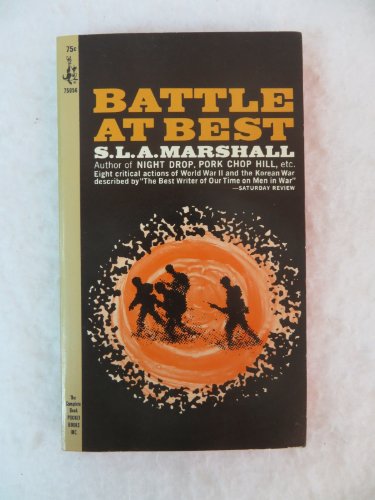 75c
75056
BATTLE
AT BEST
S.L.A.MARSHALL
Author of NIGHT DROP, PORK CHOP HILL, etc.
Eight critical actions of World War II and the Korean War
described by "The Best Writer of Our Time on Men in War"
—SATURDAY REVIEW
The
Complete
Book
POCKET
BOOKS
INC